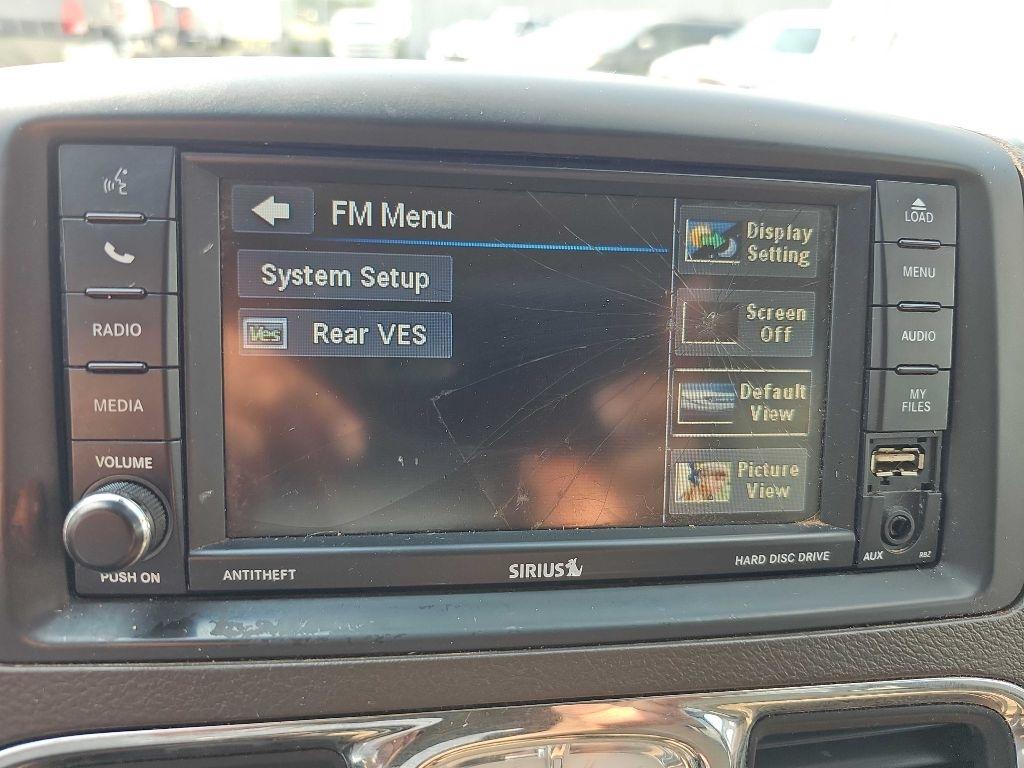 FM Menu
System Setup
Ves Rear VES
Display
Setting
Screen
Off
Default
View
Picture
View
RADIO
MEDIA
VOLUME
PUSH ON
LOAD
MENU
AUDIO
MY
FILES
ANTITHEFT
SIRIUS
HARD DISC DRIVE
AUX
RBZ